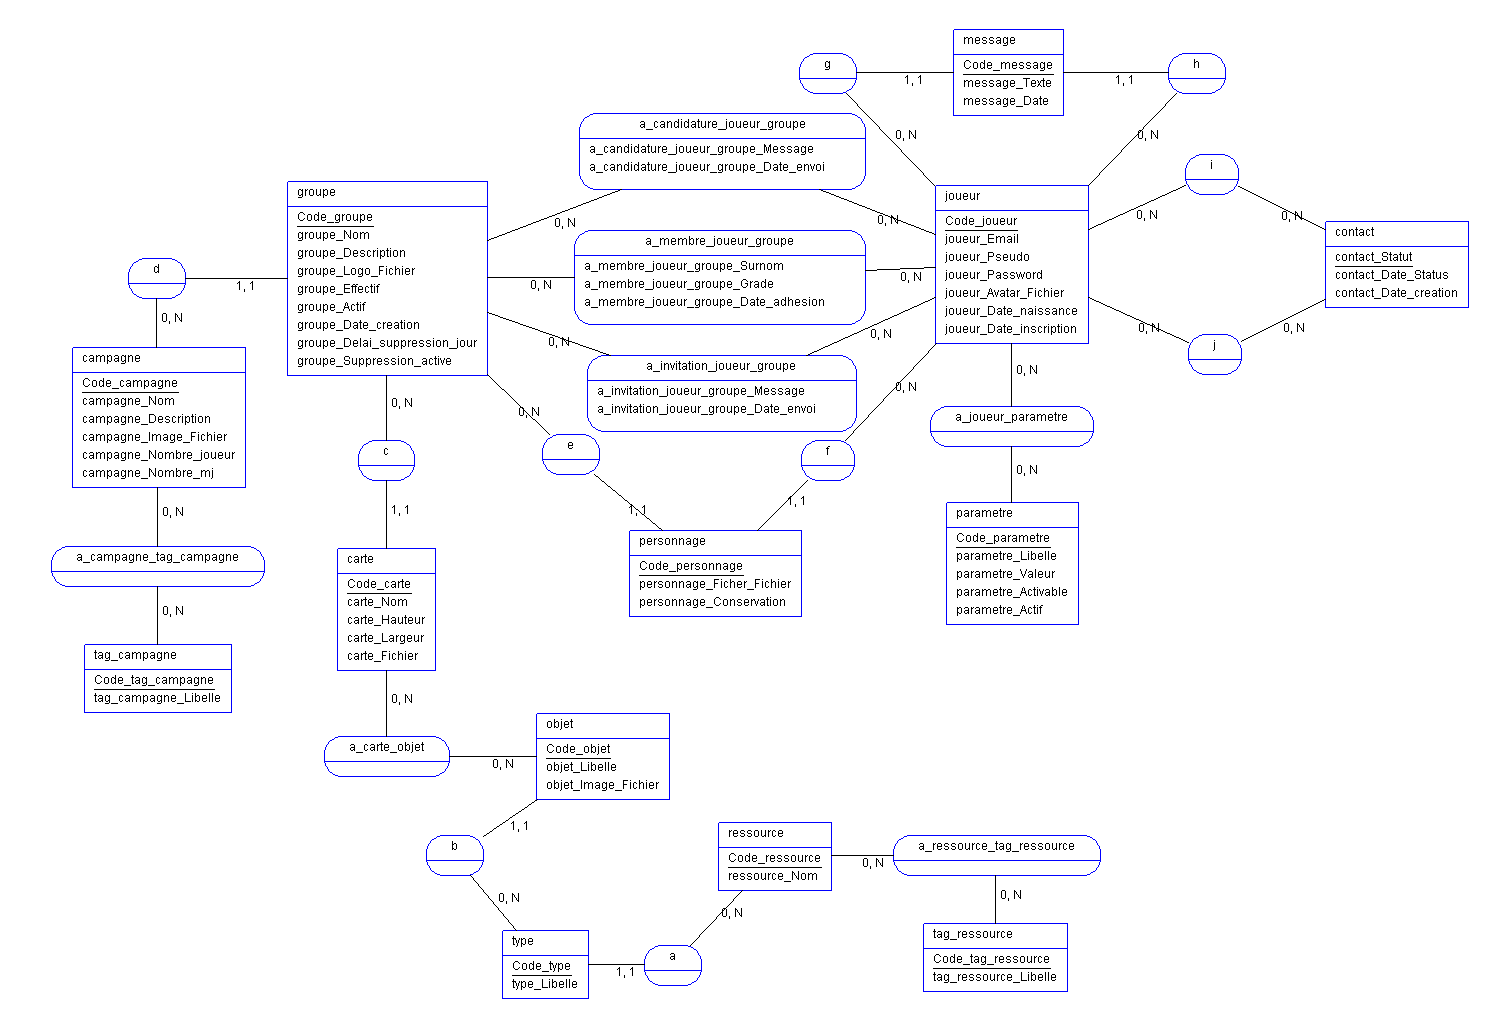 message
Code_message
message_Texte
message_Date
g
h
1, 1
1, 1
0, N
0, N
a_candidature_joueur_groupe
a_candidature_joueur_groupe_Message
a_candidature_joueur_groupe_Date_envoi
0, N
0, N
groupe
Code_groupe
groupe_Nom
groupe_Description
groupe_Logo_Fichier
groupe_Effectif
groupe_Actif
groupe_Date_creation
groupe_Delai_suppression_jour
groupe_Suppression_active
a_membre_joueur_groupe
a_membre_joueur_groupe_Surnom
a_membre_joueur_groupe_Grade
a_membre_joueur_groupe_Date_adhesion
0, N
0, N
joueur
Code_joueur
joueur_Email
joueur_Pseudo
joueur_Password
joueur_Avatar_Fichier
joueur_Date_naissance
joueur_Date_inscription
i
0, N
0, N
contact
contact_Statut
contact_Date_Status
contact_Date_creation
j
0, N
0, N
d
1, 1
0, N
a_invitation_joueur_groupe
a_invitation_joueur_groupe_Message
a_invitation_joueur_groupe_Date_envoi
0, N
0, N
campagne
Code_campagne
campagne_Nom
campagne_Description
campagne_Image_Fichier
campagne_Nombre_joueur
campagne_Nombre_mj
0, N
c
1, 1
0, N
e
1, 1
0, N
f
1, 1
0, N
a_joueur_parametre
0, N
parametre
Code_parametre
parametre_Libelle
parametre_Valeur
parametre_Activable
parametre_Actif
personnage
Code_personnage
personnage_Ficher_Fichier
personnage_Conservation
0, N
a_campagne_tag_campagne
0, N
tag_campagne
Code_tag_campagne
tag_campagne_Libelle
carte
Code_carte
carte_Nom
carte_Hauteur
carte_Largeur
carte_Fichier
0, N
a_carte_objet
0, N
objet
Code_objet
objet_Libelle
objet_Image_Fichier
1, 1
b
0, N
type
Code_type
type_Libelle
1, 1
a
0, N
ressource
Code_ressource
ressource_Nom
0, N
a_ressource_tag_ressource
0, N
tag_ressource
Code_tag_ressource
tag_ressource_Libelle